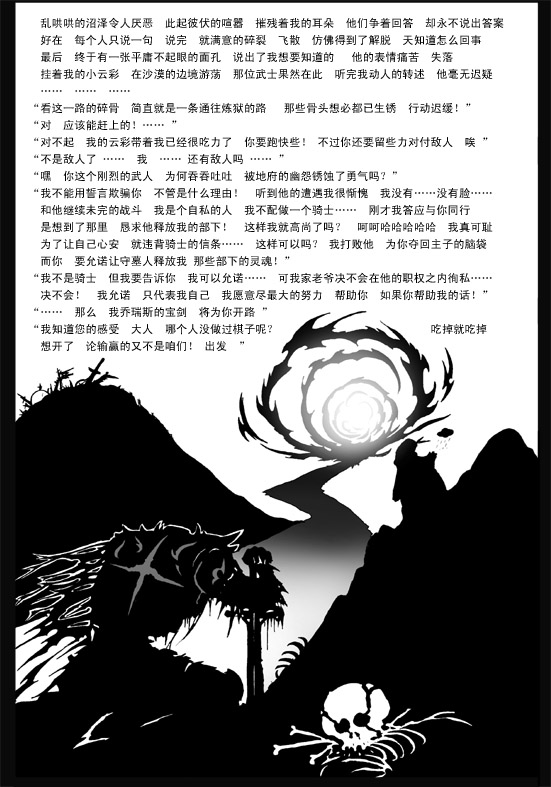 乱哄哄的沼泽令人厌恶 此起彼伏的喧嚣 摧残着我的耳朵 他们争着回答 却永不说出答案
好在 每个人只说一句 说完 就满意的碎裂 飞散 仿佛得到了解脱 天知道怎么回事
最后 终于有一张平庸不起眼的面孔 说出了我想要知道的 他的表情痛苦 失落
挂着我的小云彩 在沙漠的边境游荡 那位武士果然在此 听完我动人的转述 他毫无迟疑
…… …… ……
“看这一路的碎骨 简直就是一条通往炼狱的路 那些骨头想必都已生锈 行动迟缓！”
“对 应该能赶上的！…… ”
“对不起 我的云彩带着我已经很吃力了 你要跑快些！ 不过你还要留些力对付敌人 唉 ”
“不是敌人了 …… 我 …… 还有敌人吗 …… ”
“嘿 你这个刚烈的武人 为何吞吞吐吐 被地府的幽怨锈蚀了勇气吗？”
“我不能用誓言欺骗你 不管是什么理由！ 听到他的遭遇我很惭愧 我没有……没有脸……
和他继续未完的战斗 我是个自私的人 我不配做一个骑士…… 刚才我答应与你同行
是想到了那里 恳求他释放我的部下！ 这样我就高尚了吗？ 呵呵哈哈哈哈哈 我真可耻
为了让自己心安 就违背骑士的信条…… 这样可以吗？ 我打败他 为你夺回主子的脑袋
而你 要允诺让守墓人释放我 那些部下的灵魂！”
“我不是骑士 但我要告诉你 我可以允诺…… 可我家老爷决不会在他的职权之内徇私……
决不会！ 我允诺 只代表我自己 我愿意尽最大的努力 帮助你 如果你帮助我的话！”
“…… 那么 我乔瑞斯的宝剑 将为你开路 ”
“我知道您的感受 大人 哪个人没做过棋子呢？ 吃掉就吃掉
想开了 论输赢的又不是咱们！ 出发 ”